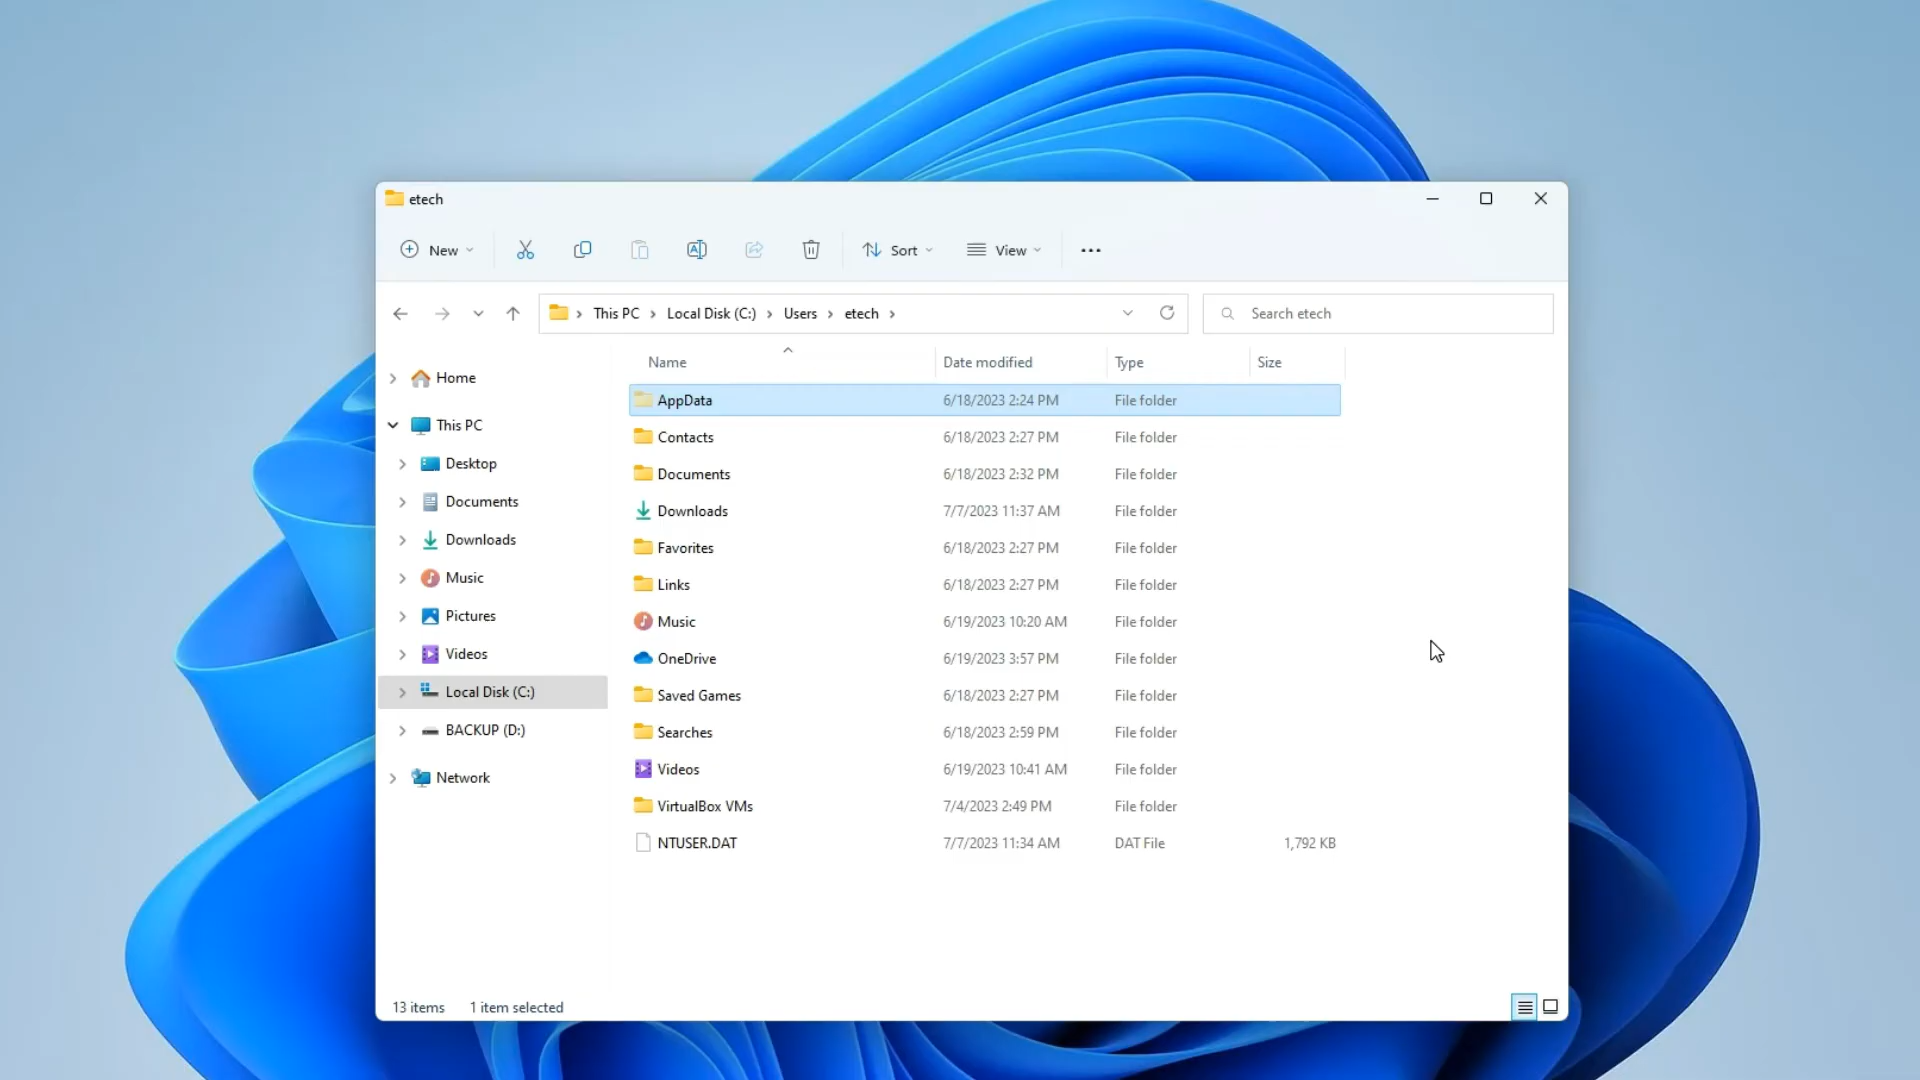 etech
New Sort View
This PC Local Disk (C:) Users etech Search etech
Name Date modified Type Size
Home
This PC
Desktop
Documents
Downloads
Music
Pictures
Videos
Local Disk (C:)
BACKUP (D:)
Network
AppData 6/18/2023 2:24 PM File folder
Contacts 6/18/2023 2:27 PM File folder
Documents 6/18/2023 2:32 PM File folder
Downloads 7/7/2023 11:37 AM File folder
Favorites 6/18/2023 2:27 PM File folder
Links 6/18/2023 2:27 PM File folder
Music 6/19/2023 10:20 AM File folder
OneDrive 6/19/2023 3:57 PM File folder
Saved Games 6/18/2023 2:27 PM File folder
Searches 6/18/2023 2:59 PM File folder
Videos 6/19/2023 10:41 AM File folder
VirtualBox VMs 7/4/2023 2:49 PM File folder
NTUSER.DAT 7/7/2023 11:34 AM DAT File 1,792 KB
13 items 1 item selected